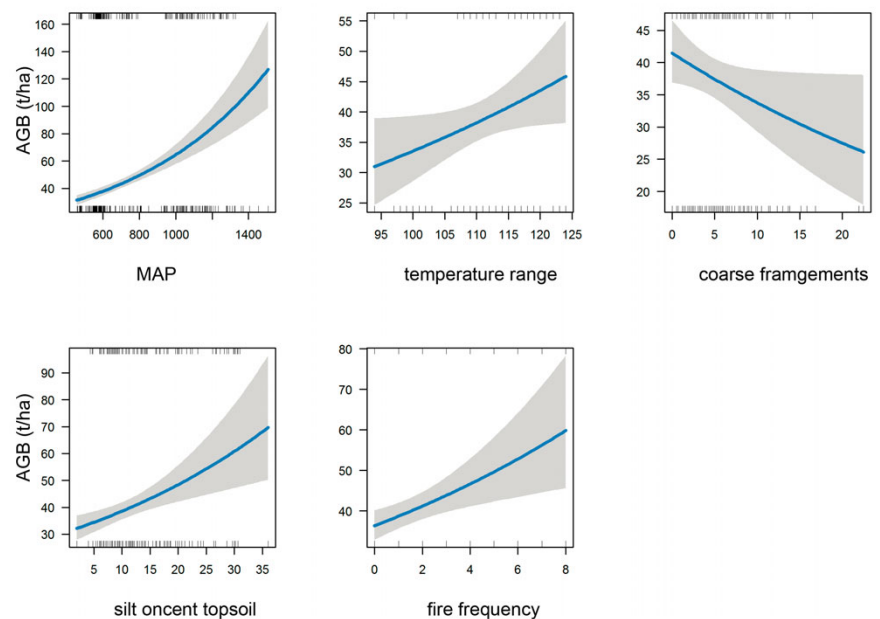 160
140
120
100
80
60
40
AGB (t/ha)
600 800 1000 1200 1400
MAP
55
50
45
40
35
30
25
95 100 105 110 115 120 125
temperature range
45
40
35
30
25
20
0 5 10 15 20
coarse framgements
90
80
70
60
50
40
30
AGB (t/ha)
5 10 15 20 25 30 35
silt oncent topsoil
80
70
60
50
40
0 2 4 6 8
fire frequency